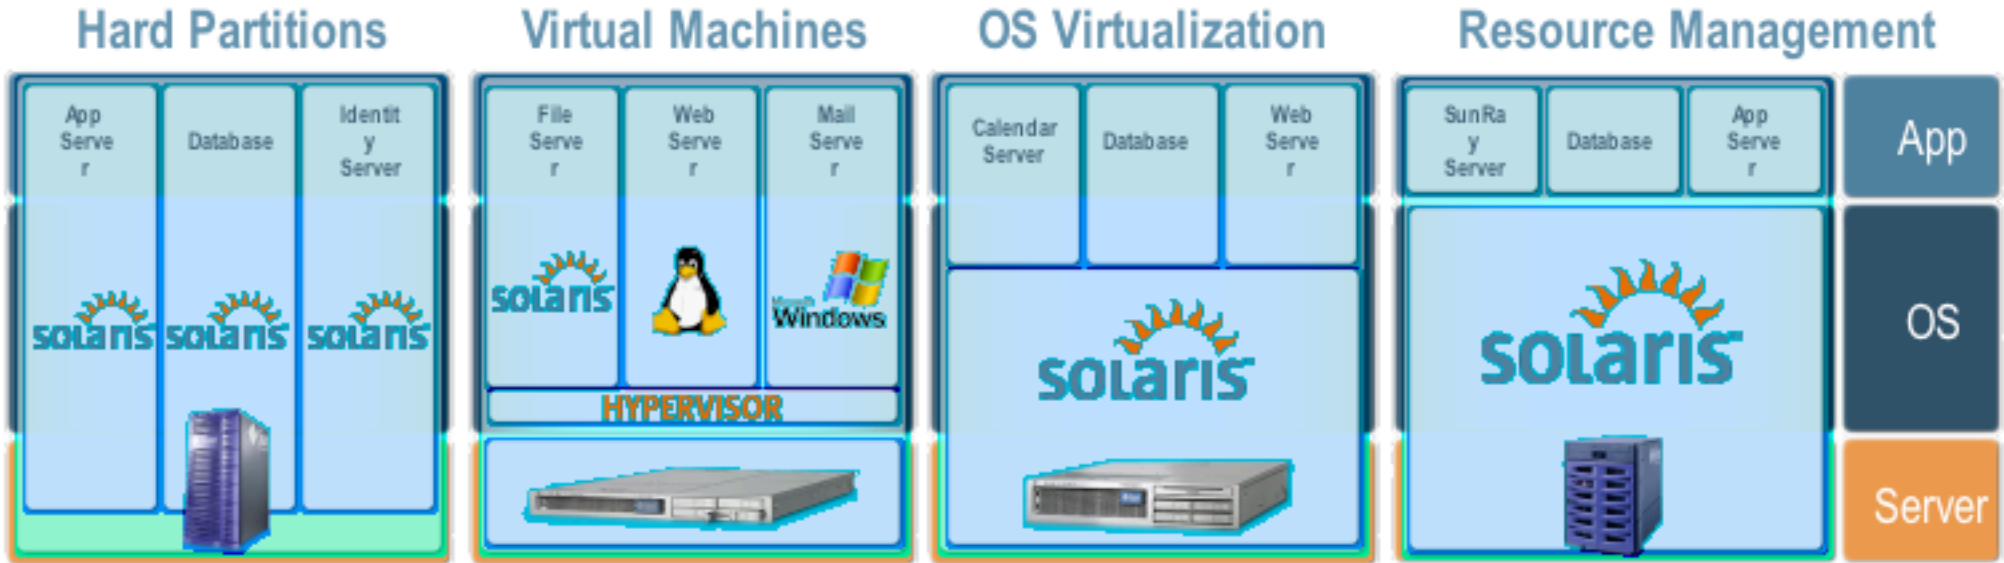 Hard Partitions
Virtual Machines
OS Virtualization
Resource Management
App
Serve
r
Database
Identit
y
Server
solaris
solaris
solaris
File
Serve
r
Web
Serve
r
Mail
Serve
r
solaris
Microsoft
Windows
HYPERVISOR
Calendar
Server
Database
Web
Serve
r
solaris
SunRa
y
Server
Database
App
Serve
r
solaris
App
OS
Server